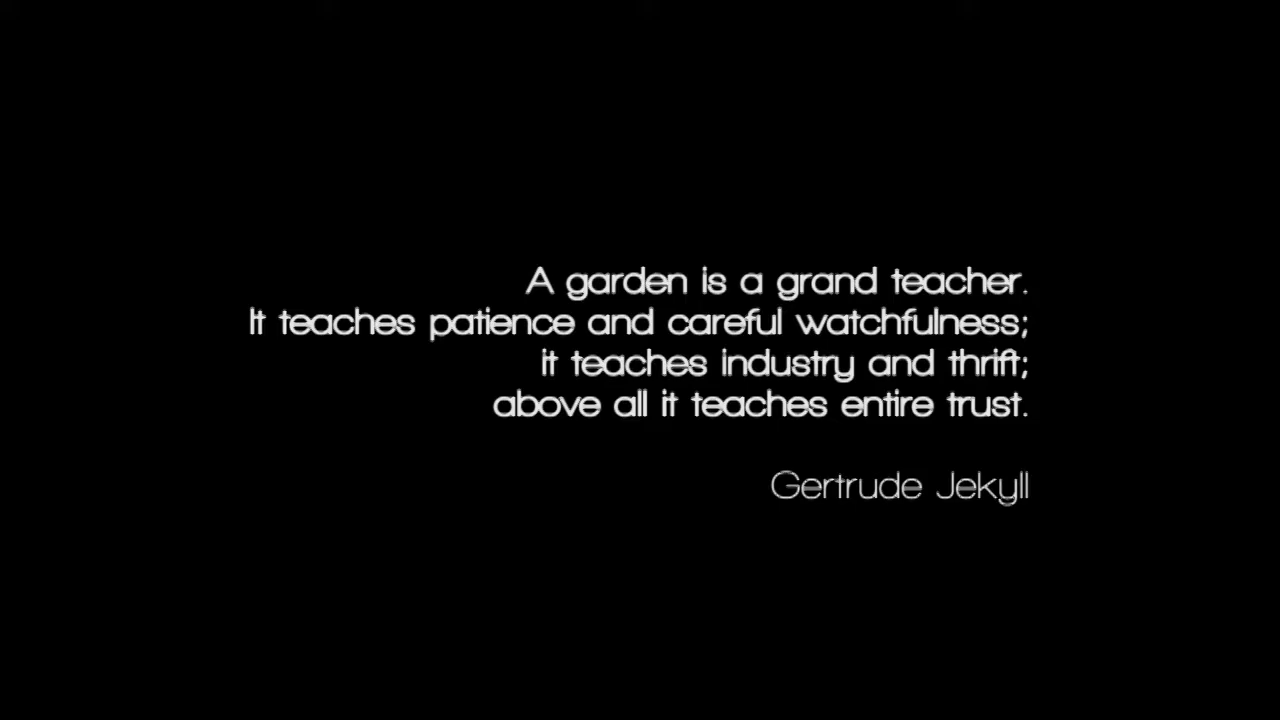 A garden is a grand teacher.
It teaches patience and careful watchfulness;
it teaches industry and thrift;
above all it teaches entire trust.
Gertrude Jekyll